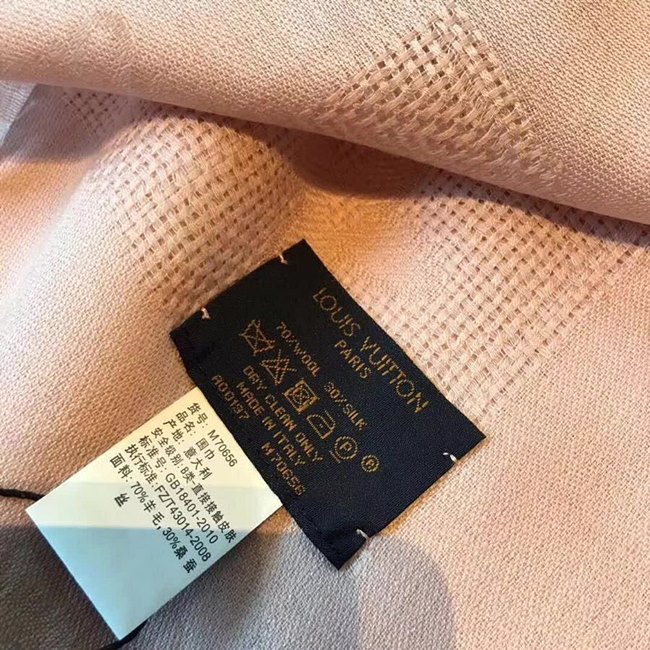 LOUIS VUITTON
PARIS
70%WOOL 30%SILK
DRY CLEAN ONLY
MADE IN ITALY
AD0197 M70656
货号: M70656
品名: 围巾
产地: 意大利
安全级别: B类·直接接触皮肤
标准号: GB18401-2010
执行标准: FZ/T43014-2008
面料: 70%羊毛, 30%桑蚕
丝